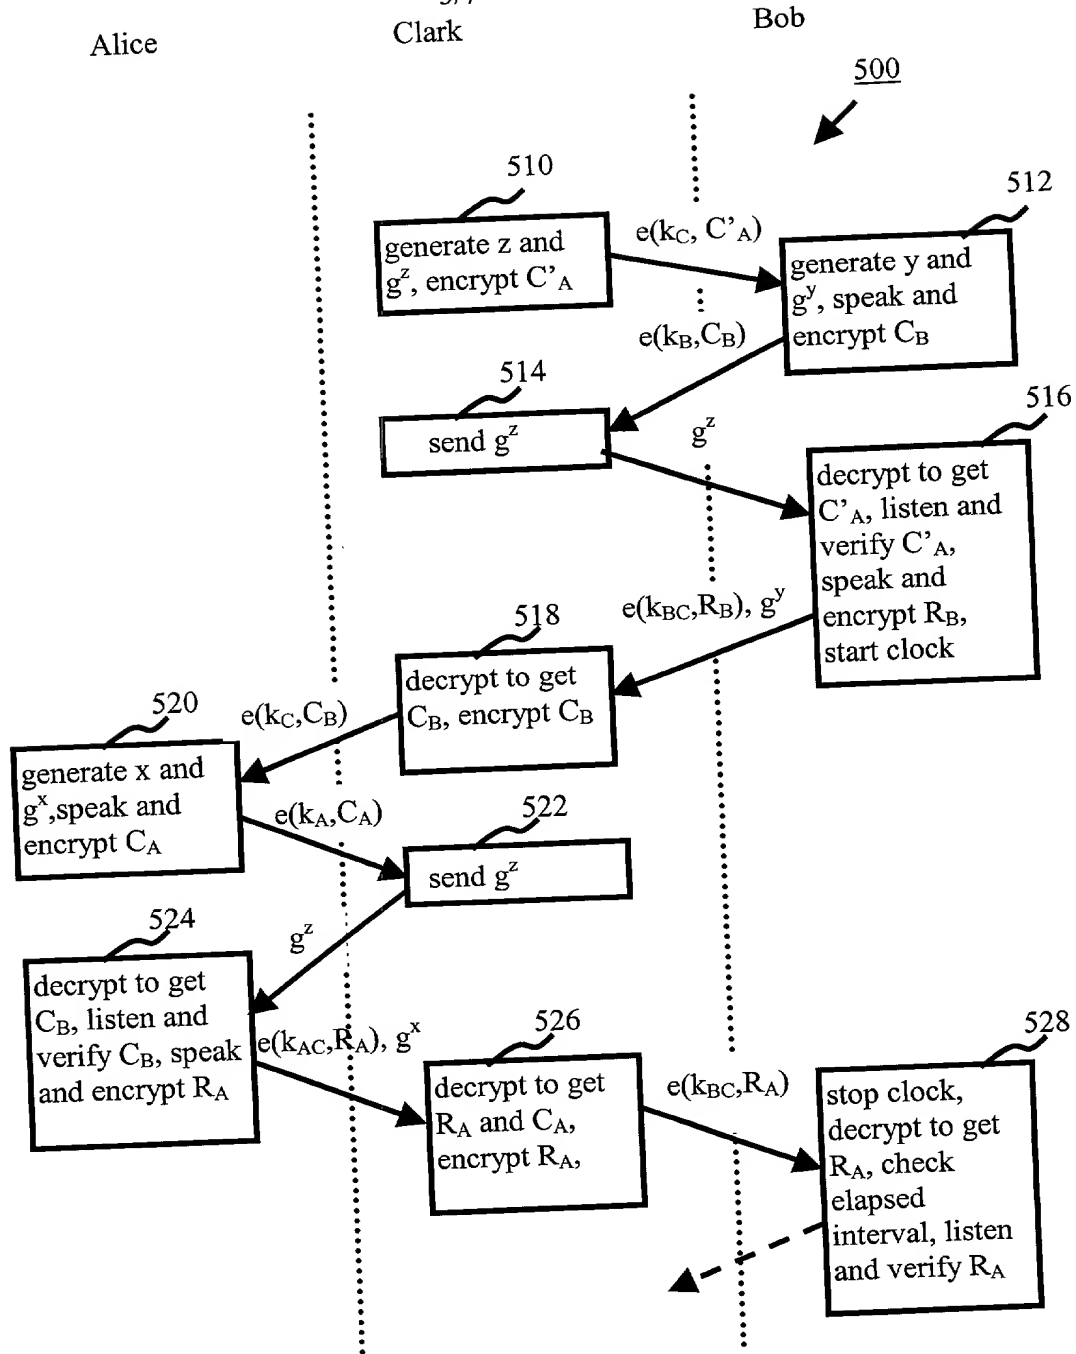 Alice
Clark
Bob
500
510
generate z and
g^z, encrypt C'_A
e(k_C, C'_A)
512
generate y and
g^y, speak and
encrypt C_B
e(k_B,C_B)
514
send g^z
g^z
516
decrypt to get
C'_A, listen and
verify C'_A,
speak and
encrypt R_B,
start clock
e(k_BC,R_B), g^y
518
decrypt to get
C_B, encrypt C_B
e(k_C,C_B)
520
generate x and
g^x,speak and
encrypt C_A
e(k_A,C_A)
522
send g^z
g^z
524
decrypt to get
C_B, listen and
verify C_B, speak
and encrypt R_A
e(k_AC,R_A), g^x
526
decrypt to get
R_A and C_A,
encrypt R_A,
e(k_BC,R_A)
528
stop clock,
decrypt to get
R_A, check
elapsed
interval, listen
and verify R_A